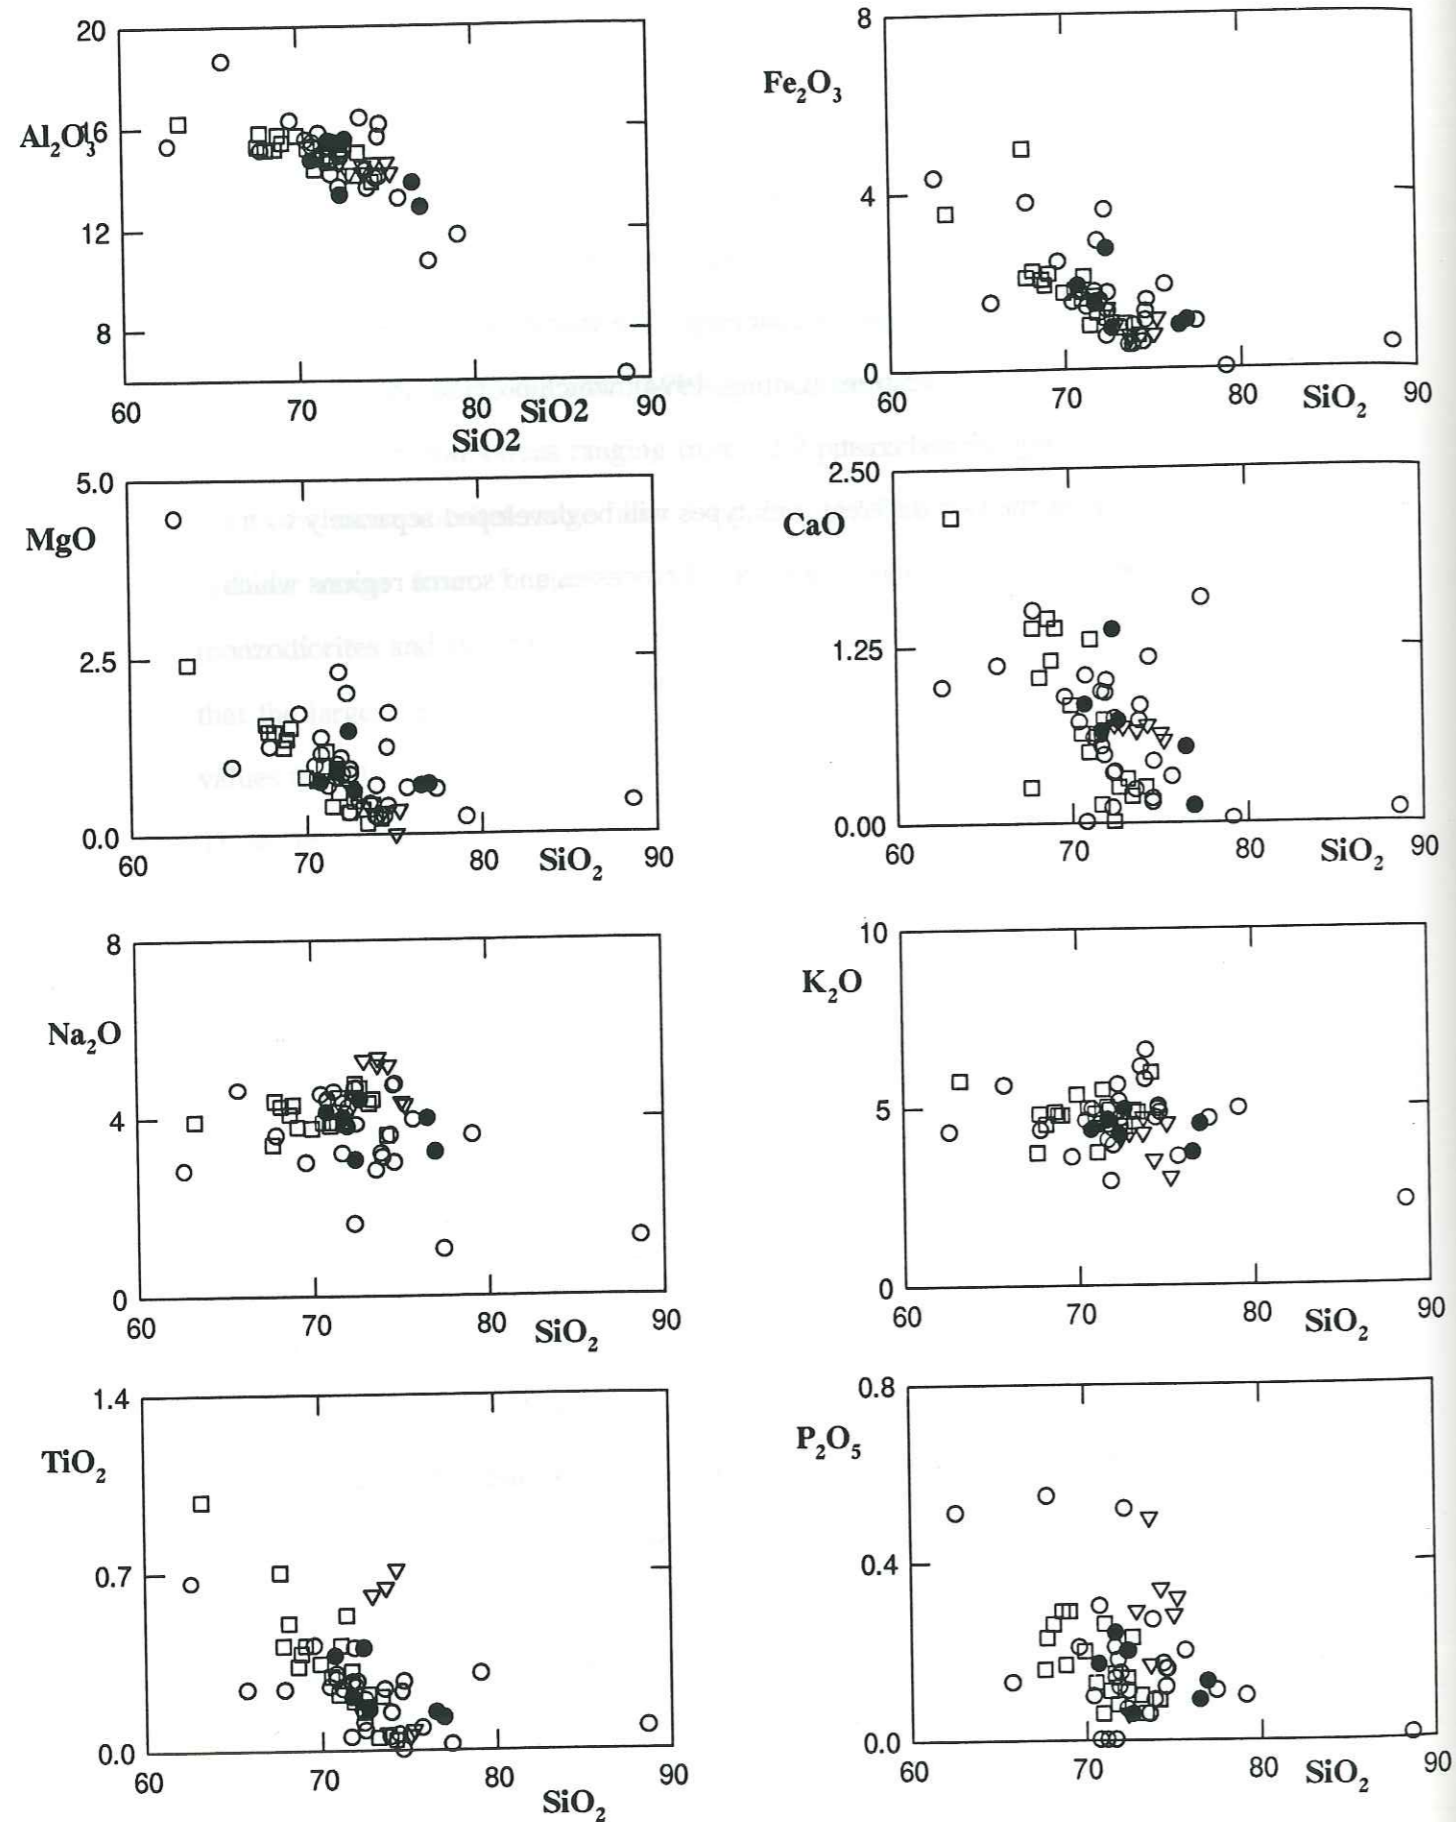 20
Al₂O₃
16
12
8
60 70 80 SiO2 90
SiO2
8
Fe₂O₃
4
0
60 70 80 SiO₂ 90
5.0
MgO
2.5
0.0
60 70 80 SiO₂ 90
2.50
CaO
1.25
0.00
60 70 80 SiO₂ 90
8
Na₂O
4
0
60 70 80 SiO₂ 90
10
K₂O
5
0
60 70 80 SiO₂ 90
1.4
TiO₂
0.7
0.0
60 70 80 90
SiO₂
0.8
P₂O₅
0.4
0.0
60 70 80 SiO₂ 90